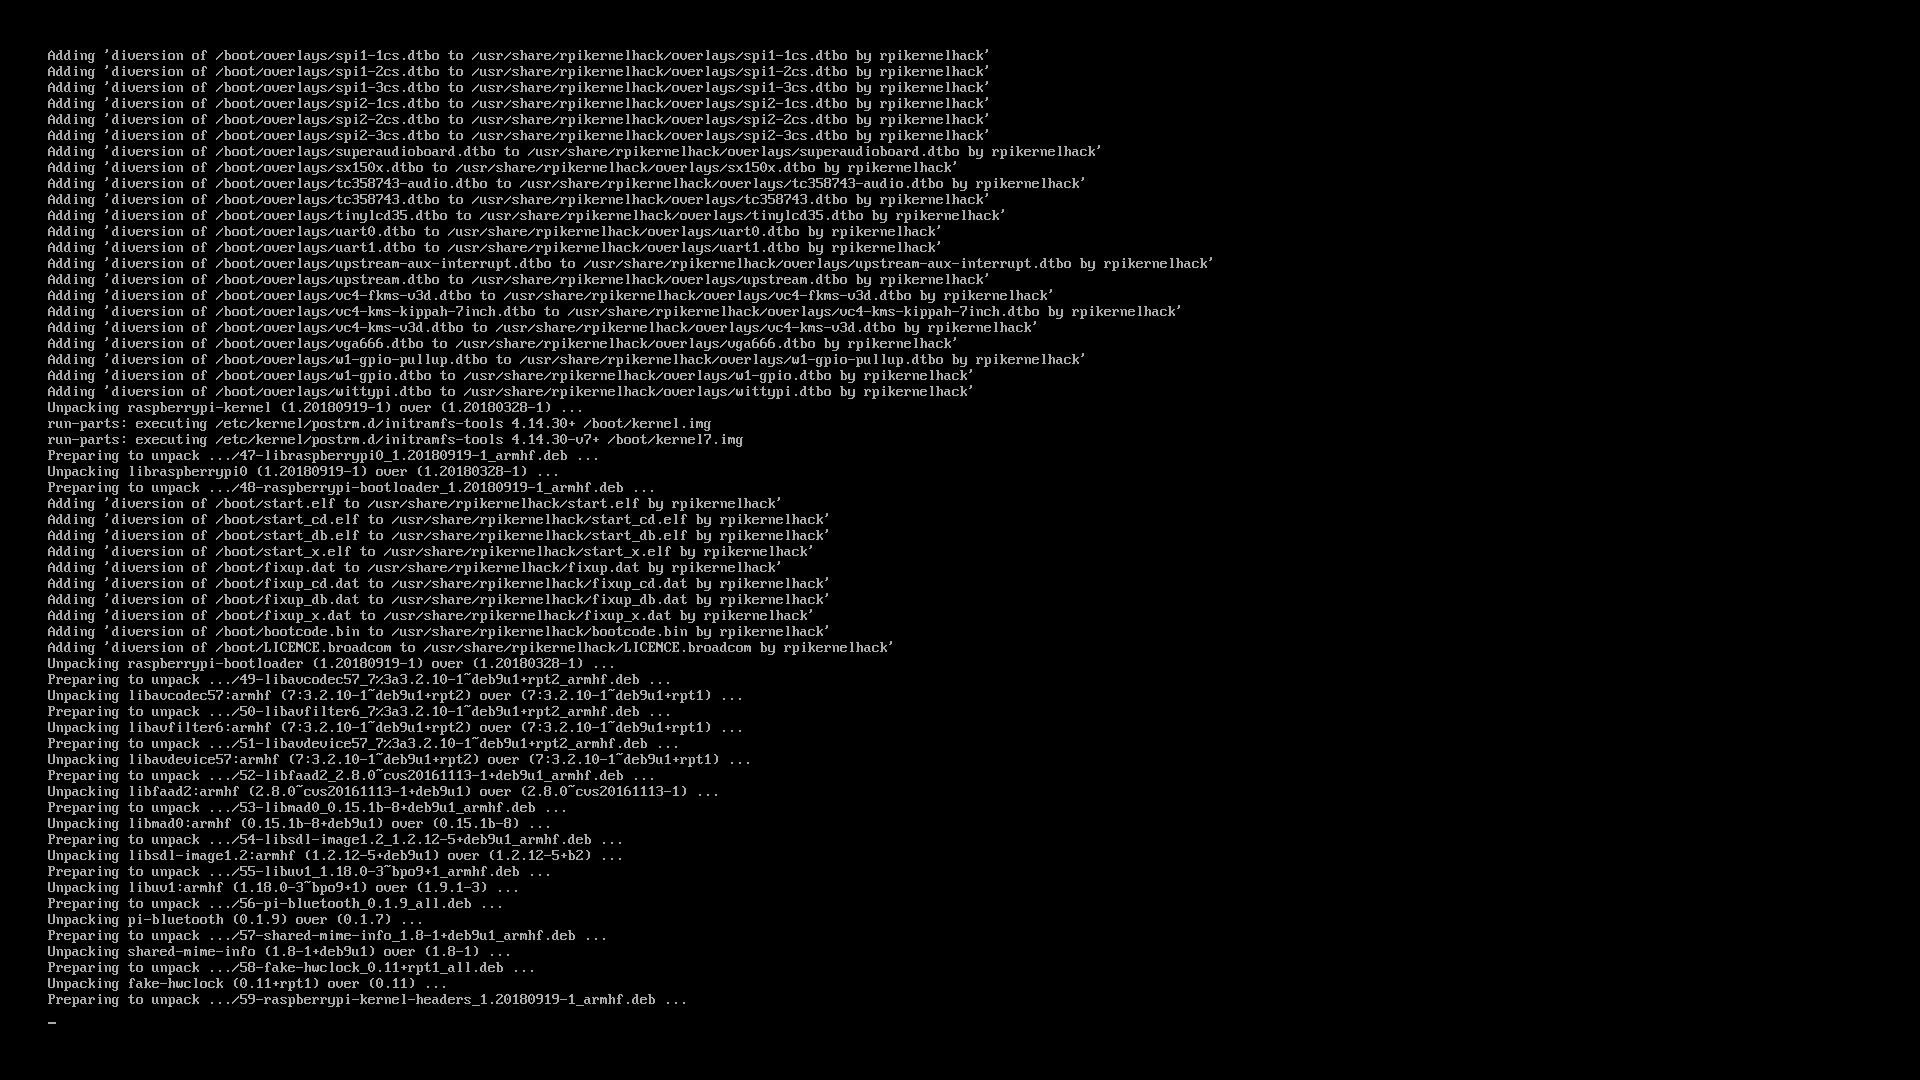 Adding 'diversion of /boot/overlays/spi1-1cs.dtbo to /usr/share/rpikernelhack/overlays/spi1-1cs.dtbo by rpikernelhack'
Adding 'diversion of /boot/overlays/spi1-2cs.dtbo to /usr/share/rpikernelhack/overlays/spi1-2cs.dtbo by rpikernelhack'
Adding 'diversion of /boot/overlays/spi1-3cs.dtbo to /usr/share/rpikernelhack/overlays/spi1-3cs.dtbo by rpikernelhack'
Adding 'diversion of /boot/overlays/spi2-1cs.dtbo to /usr/share/rpikernelhack/overlays/spi2-1cs.dtbo by rpikernelhack'
Adding 'diversion of /boot/overlays/spi2-2cs.dtbo to /usr/share/rpikernelhack/overlays/spi2-2cs.dtbo by rpikernelhack'
Adding 'diversion of /boot/overlays/spi2-3cs.dtbo to /usr/share/rpikernelhack/overlays/spi2-3cs.dtbo by rpikernelhack'
Adding 'diversion of /boot/overlays/superaudioboard.dtbo to /usr/share/rpikernelhack/overlays/superaudioboard.dtbo by rpikernelhack'
Adding 'diversion of /boot/overlays/sx150x.dtbo to /usr/share/rpikernelhack/overlays/sx150x.dtbo by rpikernelhack'
Adding 'diversion of /boot/overlays/tc358743-audio.dtbo to /usr/share/rpikernelhack/overlays/tc358743-audio.dtbo by rpikernelhack'
Adding 'diversion of /boot/overlays/tc358743.dtbo to /usr/share/rpikernelhack/overlays/tc358743.dtbo by rpikernelhack'
Adding 'diversion of /boot/overlays/tinylcd35.dtbo to /usr/share/rpikernelhack/overlays/tinylcd35.dtbo by rpikernelhack'
Adding 'diversion of /boot/overlays/uart0.dtbo to /usr/share/rpikernelhack/overlays/uart0.dtbo by rpikernelhack'
Adding 'diversion of /boot/overlays/uart1.dtbo to /usr/share/rpikernelhack/overlays/uart1.dtbo by rpikernelhack'
Adding 'diversion of /boot/overlays/upstream-aux-interrupt.dtbo to /usr/share/rpikernelhack/overlays/upstream-aux-interrupt.dtbo by rpikernelhack'
Adding 'diversion of /boot/overlays/upstream.dtbo to /usr/share/rpikernelhack/overlays/upstream.dtbo by rpikernelhack'
Adding 'diversion of /boot/overlays/vc4-fkms-v3d.dtbo to /usr/share/rpikernelhack/overlays/vc4-fkms-v3d.dtbo by rpikernelhack'
Adding 'diversion of /boot/overlays/vc4-kms-kippah-7inch.dtbo to /usr/share/rpikernelhack/overlays/vc4-kms-kippah-7inch.dtbo by rpikernelhack'
Adding 'diversion of /boot/overlays/vc4-kms-v3d.dtbo to /usr/share/rpikernelhack/overlays/vc4-kms-v3d.dtbo by rpikernelhack'
Adding 'diversion of /boot/overlays/vga666.dtbo to /usr/share/rpikernelhack/overlays/vga666.dtbo by rpikernelhack'
Adding 'diversion of /boot/overlays/w1-gpio-pullup.dtbo to /usr/share/rpikernelhack/overlays/w1-gpio-pullup.dtbo by rpikernelhack'
Adding 'diversion of /boot/overlays/w1-gpio.dtbo to /usr/share/rpikernelhack/overlays/w1-gpio.dtbo by rpikernelhack'
Adding 'diversion of /boot/overlays/wittypi.dtbo to /usr/share/rpikernelhack/overlays/wittypi.dtbo by rpikernelhack'
Unpacking raspberrypi-kernel (1.20180919-1) over (1.20180328-1) ...
run-parts: executing /etc/kernel/postrm.d/initramfs-tools 4.14.30+ /boot/kernel.img
run-parts: executing /etc/kernel/postrm.d/initramfs-tools 4.14.30-v7+ /boot/kernel7.img
Preparing to unpack .../47-libraspberrypi0_1.20180919-1_armhf.deb ...
Unpacking libraspberrypi0 (1.20180919-1) over (1.20180328-1) ...
Preparing to unpack .../48-raspberrypi-bootloader_1.20180919-1_armhf.deb ...
Adding 'diversion of /boot/start.elf to /usr/share/rpikernelhack/start.elf by rpikernelhack'
Adding 'diversion of /boot/start_cd.elf to /usr/share/rpikernelhack/start_cd.elf by rpikernelhack'
Adding 'diversion of /boot/start_db.elf to /usr/share/rpikernelhack/start_db.elf by rpikernelhack'
Adding 'diversion of /boot/start_x.elf to /usr/share/rpikernelhack/start_x.elf by rpikernelhack'
Adding 'diversion of /boot/fixup.dat to /usr/share/rpikernelhack/fixup.dat by rpikernelhack'
Adding 'diversion of /boot/fixup_cd.dat to /usr/share/rpikernelhack/fixup_cd.dat by rpikernelhack'
Adding 'diversion of /boot/fixup_db.dat to /usr/share/rpikernelhack/fixup_db.dat by rpikernelhack'
Adding 'diversion of /boot/fixup_x.dat to /usr/share/rpikernelhack/fixup_x.dat by rpikernelhack'
Adding 'diversion of /boot/bootcode.bin to /usr/share/rpikernelhack/bootcode.bin by rpikernelhack'
Adding 'diversion of /boot/LICENCE.broadcom to /usr/share/rpikernelhack/LICENCE.broadcom by rpikernelhack'
Unpacking raspberrypi-bootloader (1.20180919-1) over (1.20180328-1) ...
Preparing to unpack .../49-libavcodec57_7%3a3.2.10-1~deb9u1+rpt2_armhf.deb ...
Unpacking libavcodec57:armhf (7:3.2.10-1~deb9u1+rpt2) over (7:3.2.10-1~deb9u1+rpt1) ...
Preparing to unpack .../50-libavfilter6_7%3a3.2.10-1~deb9u1+rpt2_armhf.deb ...
Unpacking libavfilter6:armhf (7:3.2.10-1~deb9u1+rpt2) over (7:3.2.10-1~deb9u1+rpt1) ...
Preparing to unpack .../51-libavdevice57_7%3a3.2.10-1~deb9u1+rpt2_armhf.deb ...
Unpacking libavdevice57:armhf (7:3.2.10-1~deb9u1+rpt2) over (7:3.2.10-1~deb9u1+rpt1) ...
Preparing to unpack .../52-libfaad2_2.8.0~cvs20161113-1+deb9u1_armhf.deb ...
Unpacking libfaad2:armhf (2.8.0~cvs20161113-1+deb9u1) over (2.8.0~cvs20161113-1) ...
Preparing to unpack .../53-libmad0_0.15.1b-8+deb9u1_armhf.deb ...
Unpacking libmad0:armhf (0.15.1b-8+deb9u1) over (0.15.1b-8) ...
Preparing to unpack .../54-libsdl-image1.2_1.2.12-5+deb9u1_armhf.deb ...
Unpacking libsdl-image1.2:armhf (1.2.12-5+deb9u1) over (1.2.12-5+b2) ...
Preparing to unpack .../55-libuv1_1.18.0-3~bpo9+1_armhf.deb ...
Unpacking libuv1:armhf (1.18.0-3~bpo9+1) over (1.9.1-3) ...
Preparing to unpack .../56-pi-bluetooth_0.1.9_all.deb ...
Unpacking pi-bluetooth (0.1.9) over (0.1.7) ...
Preparing to unpack .../57-shared-mime-info_1.8-1+deb9u1_armhf.deb ...
Unpacking shared-mime-info (1.8-1+deb9u1) over (1.8-1) ...
Preparing to unpack .../58-fake-hwclock_0.11+rpt1_all.deb ...
Unpacking fake-hwclock (0.11+rpt1) over (0.11) ...
Preparing to unpack .../59-raspberrypi-kernel-headers_1.20180919-1_armhf.deb ...